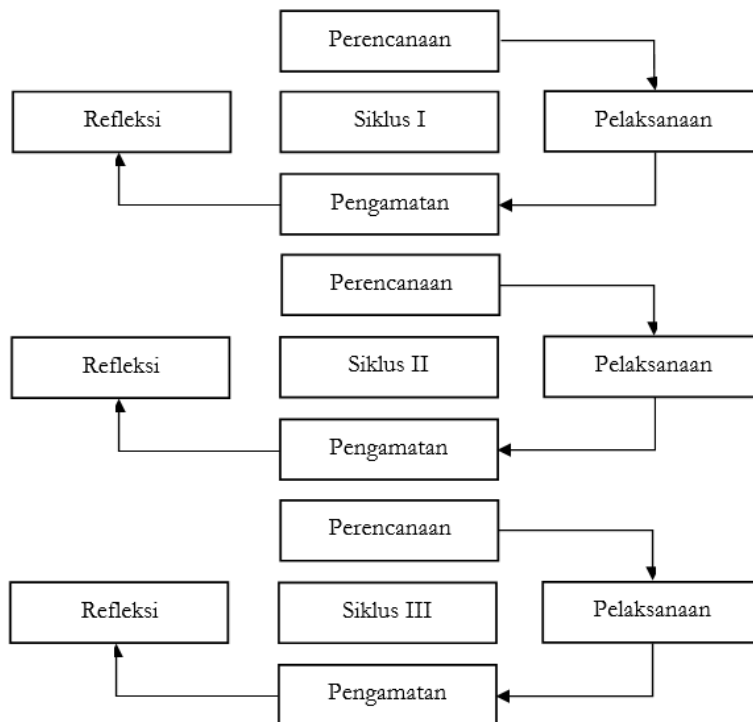 Perencanaan
Refleksi
Siklus I
Pelaksanaan
Pengamatan
Perencanaan
Refleksi
Siklus II
Pelaksanaan
Pengamatan
Perencanaan
Refleksi
Siklus III
Pelaksanaan
Pengamatan